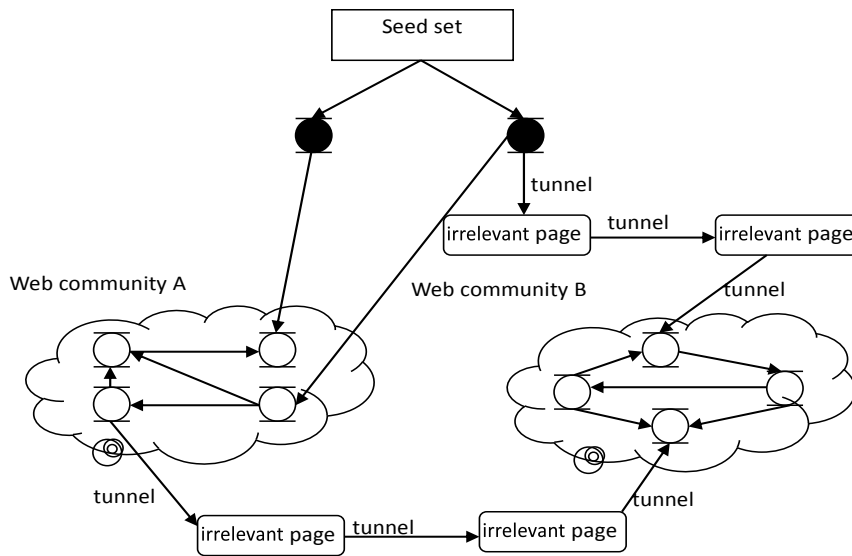 Seed set
tunnel
irrelevant page
tunnel
irrelevant page
Web community A
Web community B
tunnel
tunnel
irrelevant page
tunnel
irrelevant page
tunnel